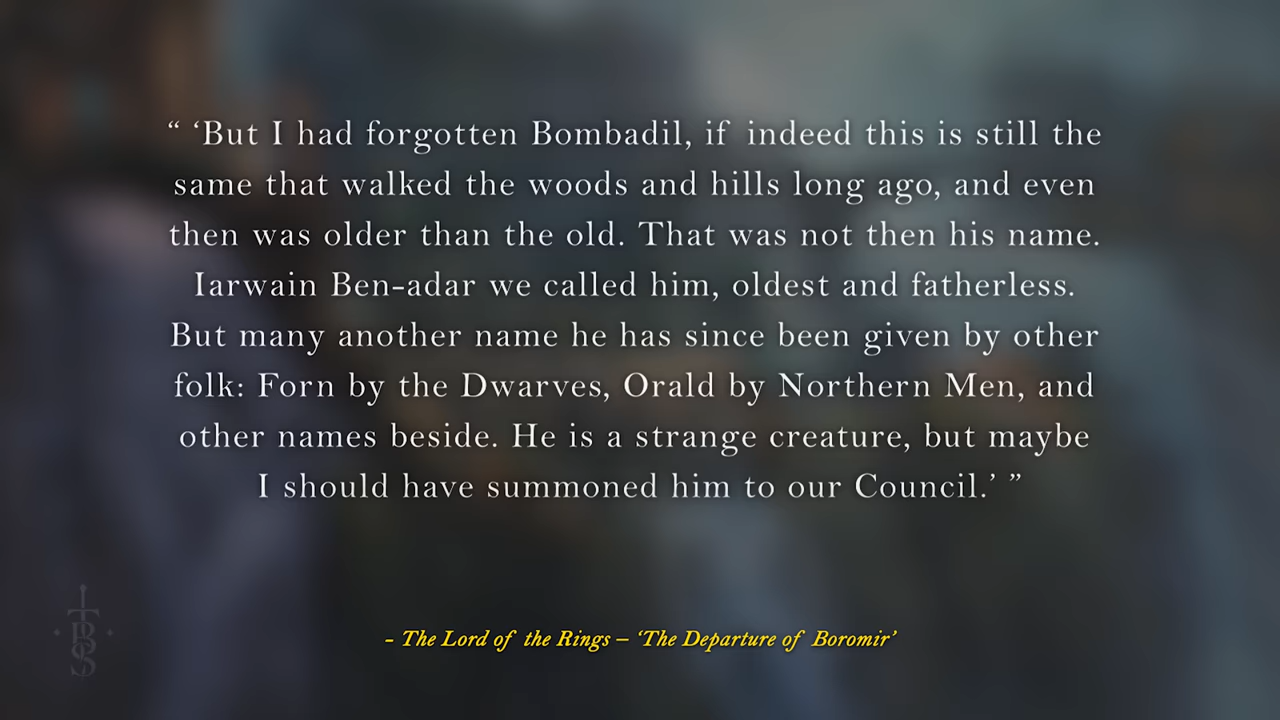 “ ‘But I had forgotten Bombadil, if indeed this is still the
same that walked the woods and hills long ago, and even
then was older than the old. That was not then his name.
Iarwain Ben-adar we called him, oldest and fatherless.
But many another name he has since been given by other
folk: Forn by the Dwarves, Orald by Northern Men, and
other names beside. He is a strange creature, but maybe
I should have summoned him to our Council.’ ”
- The Lord of the Rings – ‘The Departure of Boromir’
TBS